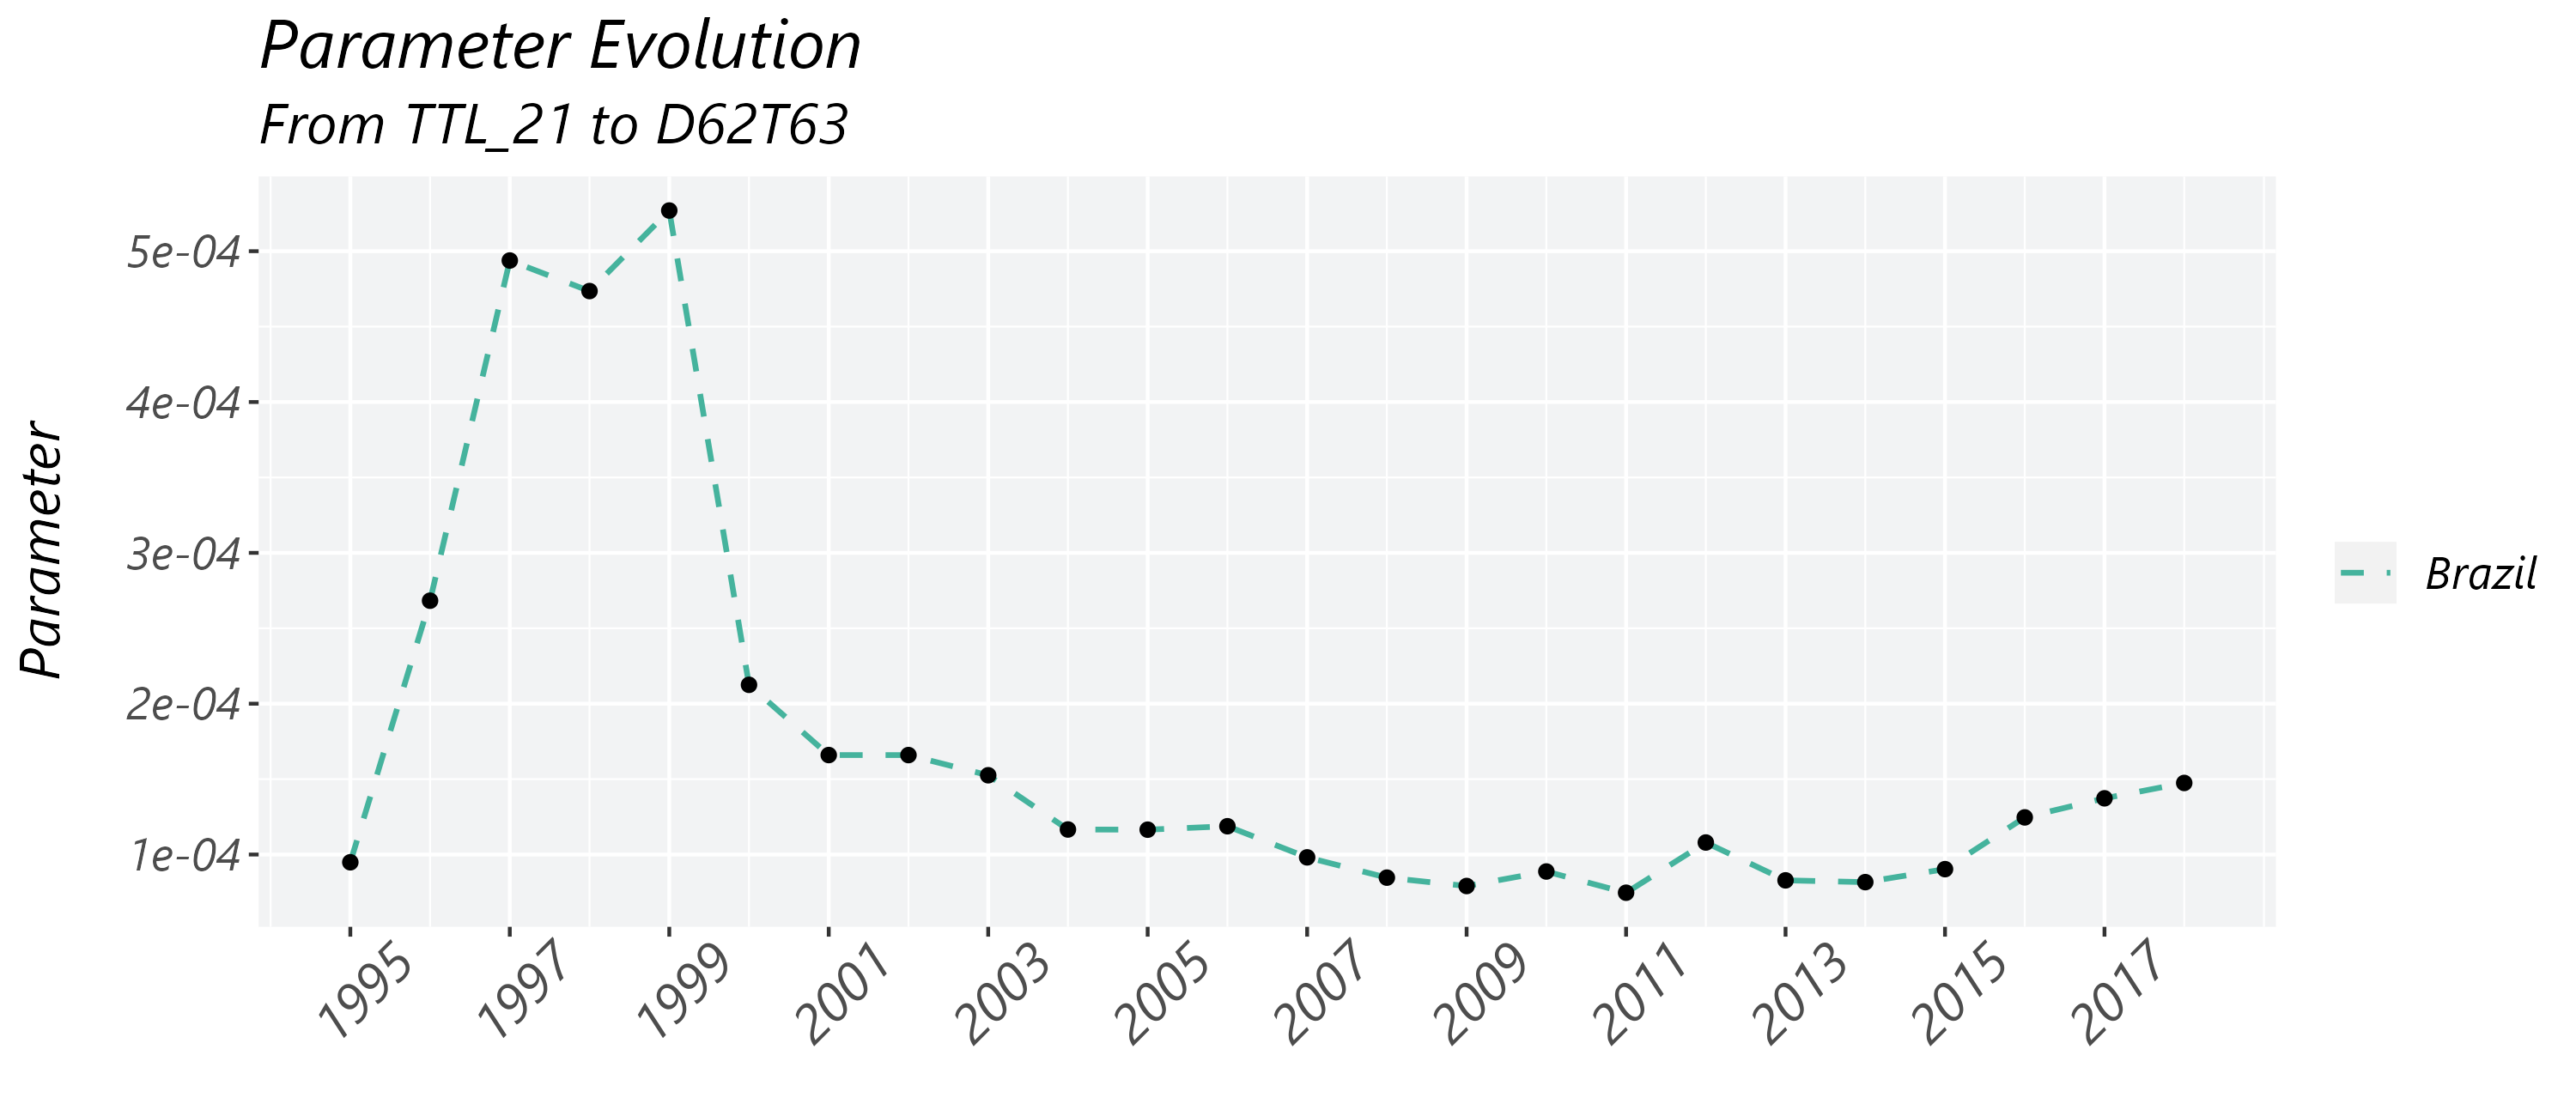 Parameter Evolution
From TTL_21 to D62T63
Parameter
5e-04
4e-04
3e-04
2e-04
1e-04
1995
1997
1999
2001
2003
2005
2007
2009
2011
2013
2015
2017
Brazil